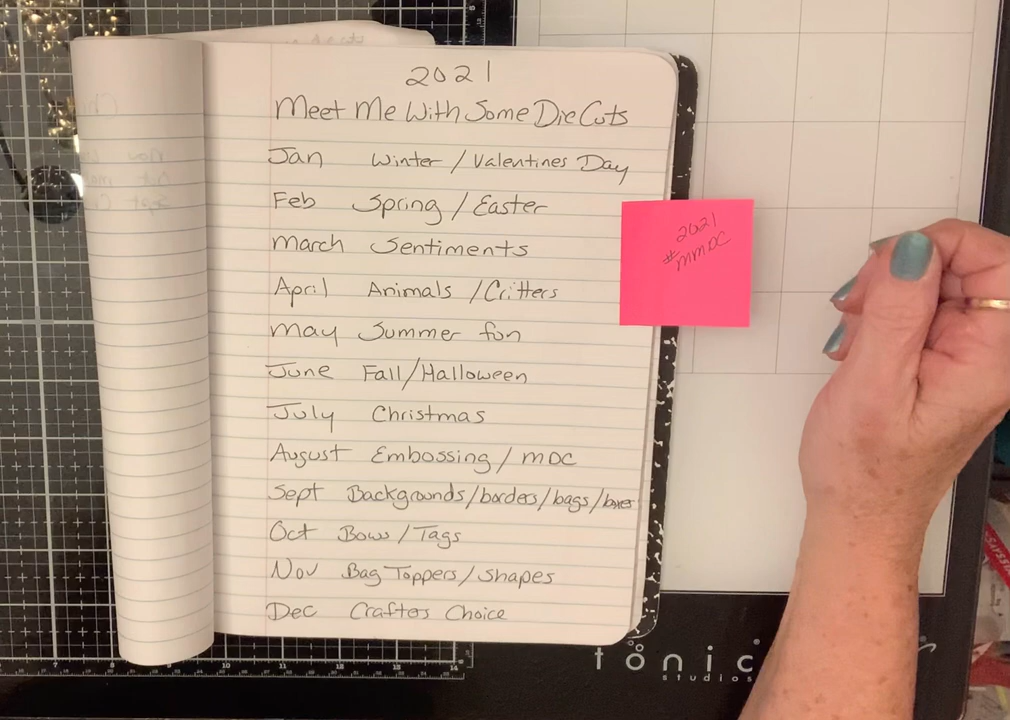 2021
Meet Me With Some Die Cuts
Jan Winter / Valentines Day
Feb Spring / Easter
March Sentiments
April Animals / Critters
May Summer fun
June Fall/Halloween
July Christmas
August Embossing / MDC
Sept Backgrounds/borders/bags/boxes
Oct Bows / Tags
Nov Bag Toppers / shapes
Dec Crafters Choice
2021
#MMDC
tonic
studios